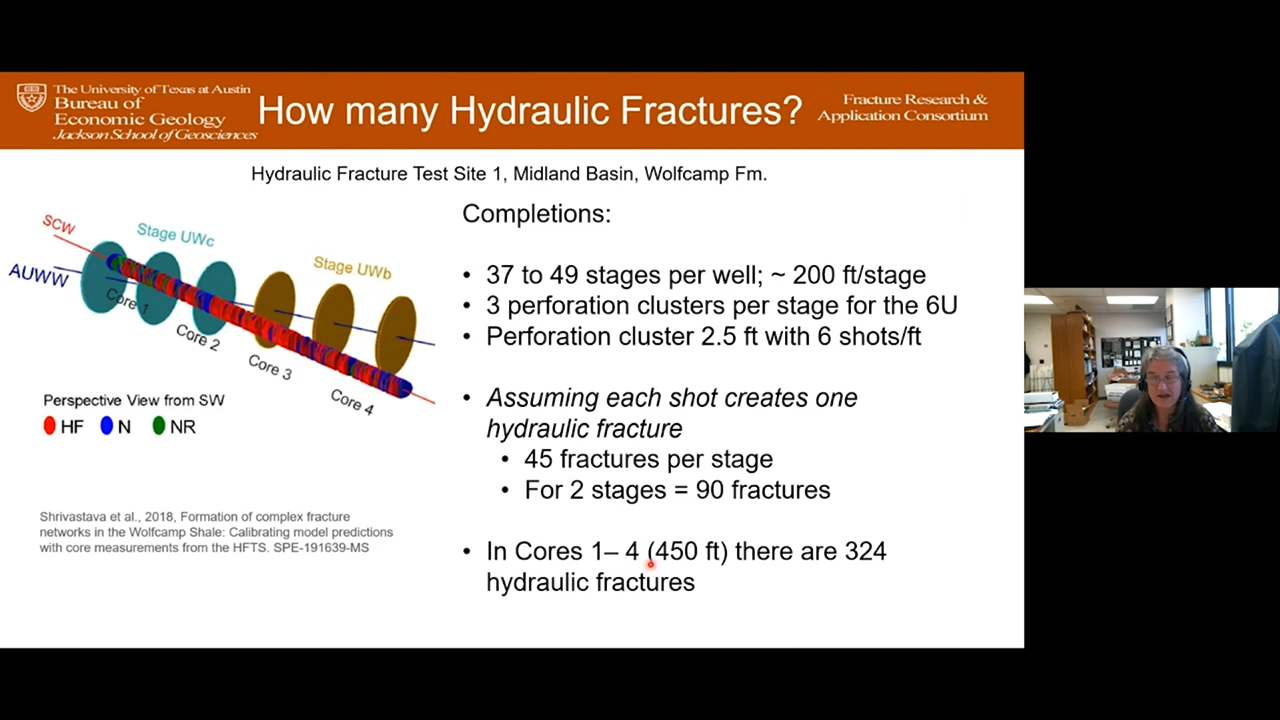 The University of Texas at Austin
Bureau of
Economic Geology
Jackson School of Geosciences
How many Hydraulic Fractures?
Fracture Research &
Application Consortium
Hydraulic Fracture Test Site 1, Midland Basin, Wolfcamp Fm.
SCW
AUWW
Stage UWc
Stage UWb
Core 1
Core 2
Core 3
Core 4
Perspective View from SW
HF N NR
Shrivastava et al., 2018, Formation of complex fracture
networks in the Wolfcamp Shale: Calibrating model predictions
with core measurements from the HFTS. SPE-191639-MS
Completions:
• 37 to 49 stages per well; ~ 200 ft/stage
• 3 perforation clusters per stage for the 6U
• Perforation cluster 2.5 ft with 6 shots/ft
• Assuming each shot creates one
hydraulic fracture
• 45 fractures per stage
• For 2 stages = 90 fractures
• In Cores 1– 4 (450 ft) there are 324
hydraulic fractures